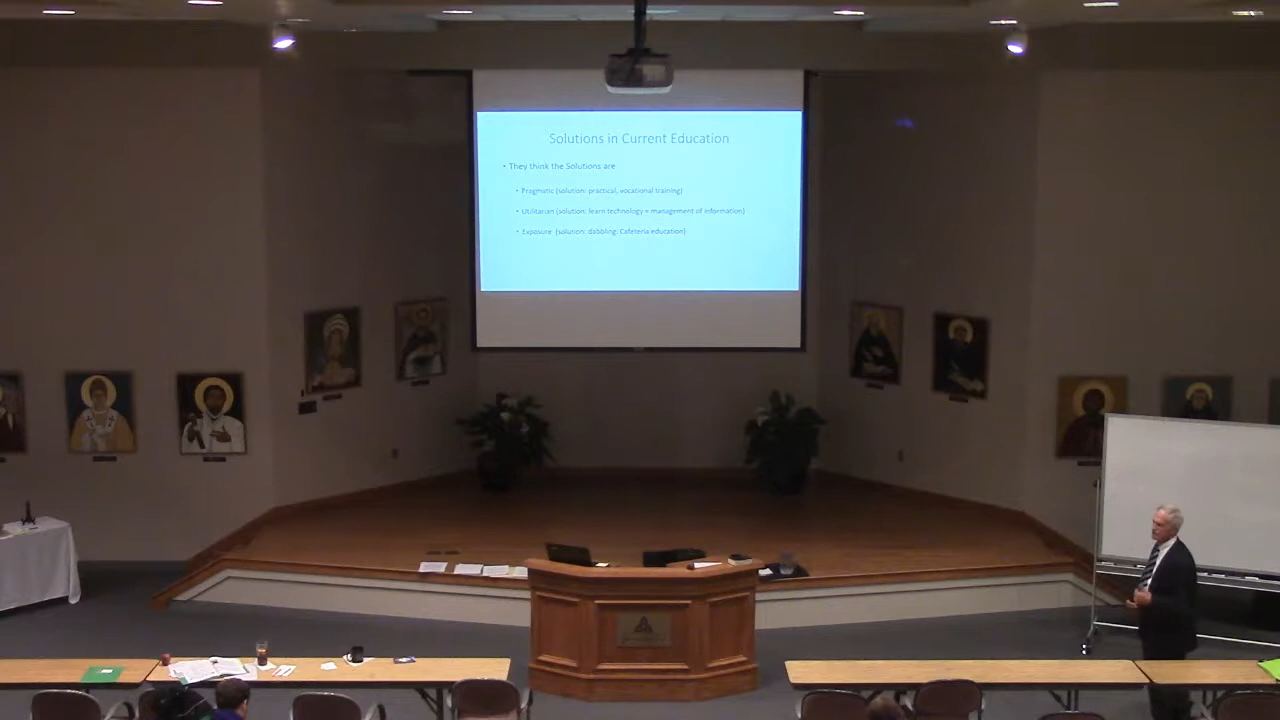 Solutions in Current Education
• They think the Solutions are
• Pragmatic (solution: practical, vocational training)
• Utilitarian (solution: learn technology = management of information)
• Exposure (solution: dabbling: Cafeteria education)